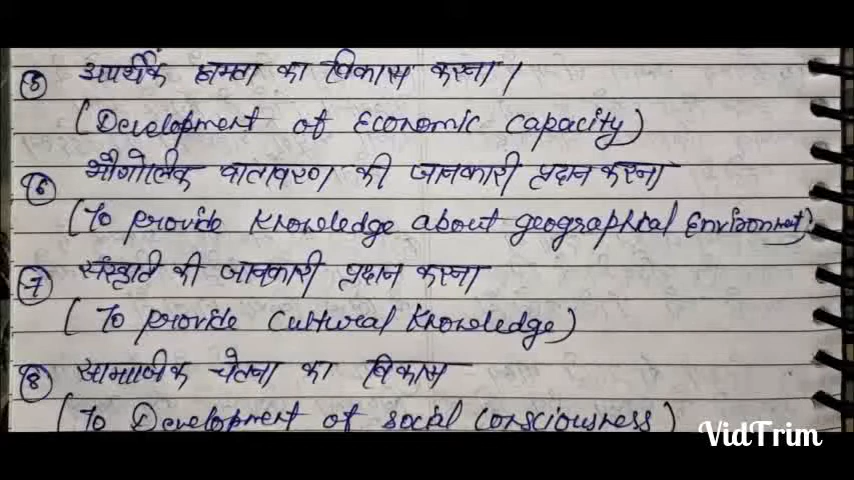 ⑤ आर्थिक क्षमता का विकास करना ।
(Development of Economic capacity)
⑥ भौगोलिक वातावरण की जानकारी प्रदान करना
(To provide knowledge about geographical Environment)
⑦ संस्कृति की जानकारी प्रदान करना
(To provide Cultural knowledge)
⑧ सामाजिक चेतना का विकास
(To Development of social consciousness)
VidTrim